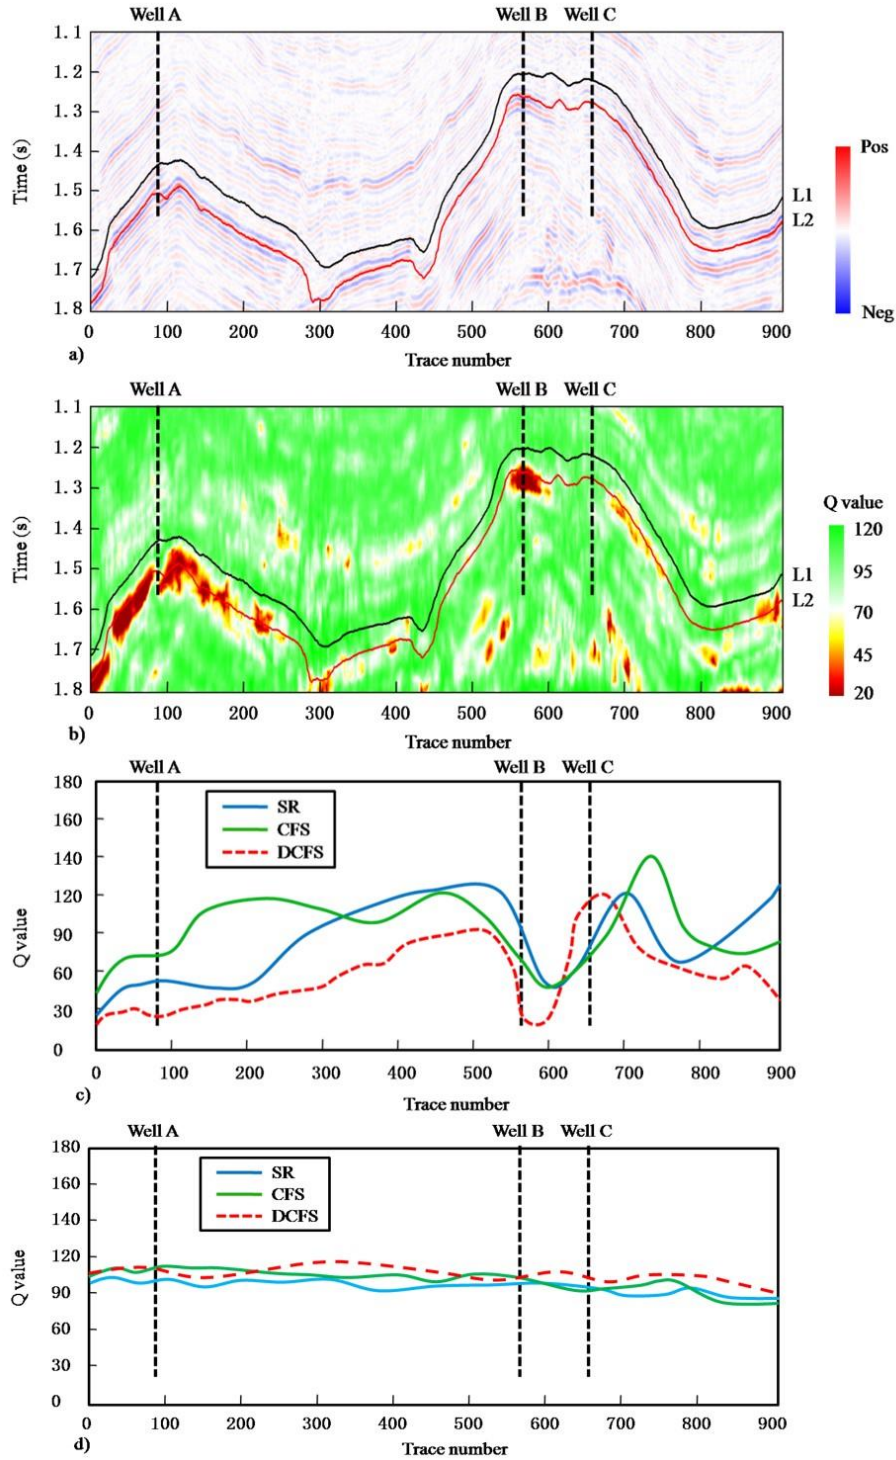 Well A Well B Well C
1.1
1.2
1.3
1.4
1.5
1.6
1.7
1.8
Time (s)
0 100 200 300 400 500 600 700 800 900
Trace number
a)
L1
L2
Pos
Neg
Well A Well B Well C
1.1
1.2
1.3
1.4
1.5
1.6
1.7
1.8
Time (s)
0 100 200 300 400 500 600 700 800 900
Trace number
b)
L1
L2
Q value
120
95
70
45
20
Well A Well B Well C
180
160
140
120
90
60
30
0
Q value
SR
CFS
DCFS
0 100 200 300 400 500 600 700 800 900
Trace number
c)
Well A Well B Well C
180
160
140
120
90
60
30
0
Q value
SR
CFS
DCFS
0 100 200 300 400 500 600 700 800 900
Trace number
d)